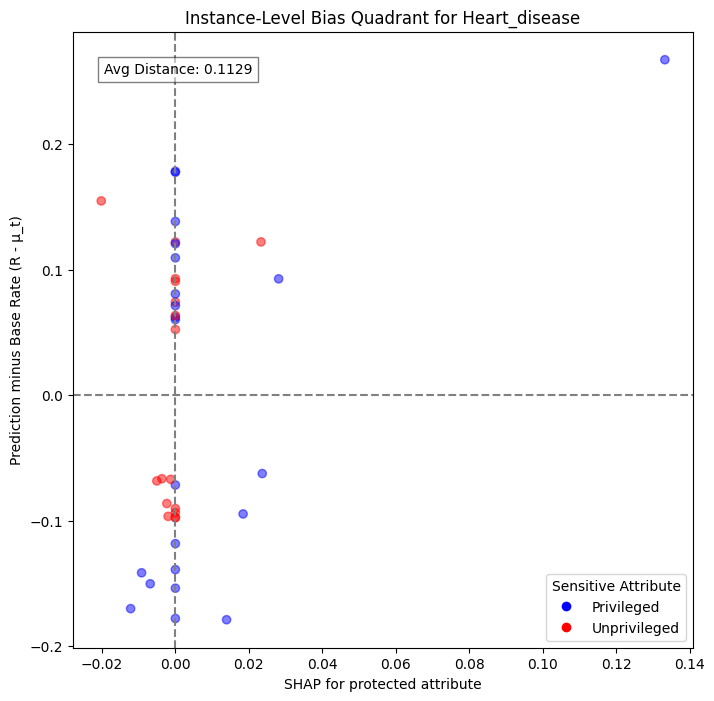 Instance-Level Bias Quadrant for Heart_disease
Avg Distance: 0.1129
Prediction minus Base Rate (R - μ_t)
0.2
0.1
0.0
−0.1
−0.2
Sensitive Attribute
Privileged
Unprivileged
−0.02 0.00 0.02 0.04 0.06 0.08 0.10 0.12 0.14
SHAP for protected attribute